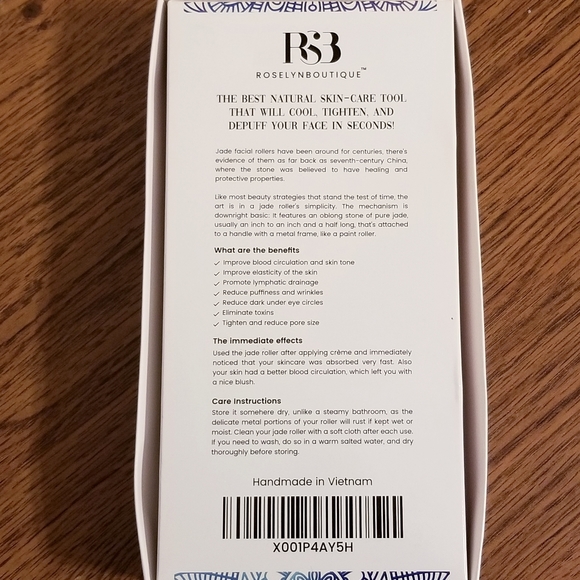 RSB
ROSELYNBOUTIQUE™
THE BEST NATURAL SKIN-CARE TOOL
THAT WILL COOL, TIGHTEN, AND
DEPUFF YOUR FACE IN SECONDS!
Jade facial rollers have been around for centuries, there's
evidence of them as far back as seventh-century China,
where the stone was believed to have healing and
protective properties.
Like most beauty strategies that stand the test of time, the
art is in a jade roller's simplicity. The mechanism is
downright basic: it features an oblong stone of pure jade,
usually an inch to an inch and a half long, that's attached
to a handle with a metal frame, like a paint roller.
What are the benefits
✓ Improve blood circulation and skin tone
✓ Improve elasticity of the skin
✓ Promote lymphatic drainage
✓ Reduce puffiness and wrinkles
✓ Reduce dark under eye circles
✓ Eliminate toxins
✓ Tighten and reduce pore size
The immediate effects
Used the jade roller after applying crème and immediately
noticed that your skincare was absorbed very fast. Also
your skin had a better blood circulation, which left you with
a nice blush.
Care Instructions
Store it somehere dry, unlike a steamy bathroom, as the
delicate metal portions of your roller will rust if kept wet or
moist. Clean your jade roller with a soft cloth after each use.
If you need to wash, do so in a warm salted water, and dry
thoroughly before storing.
Handmade in Vietnam
X001P4AY5H